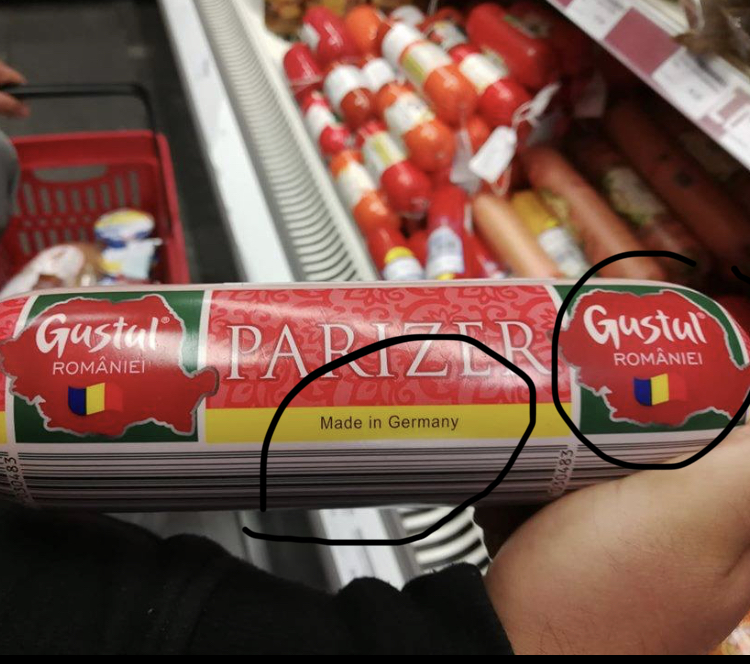 Gustul®
ROMÂNIEI
PARIZER
Made in Germany
Gustul®
ROMÂNIEI